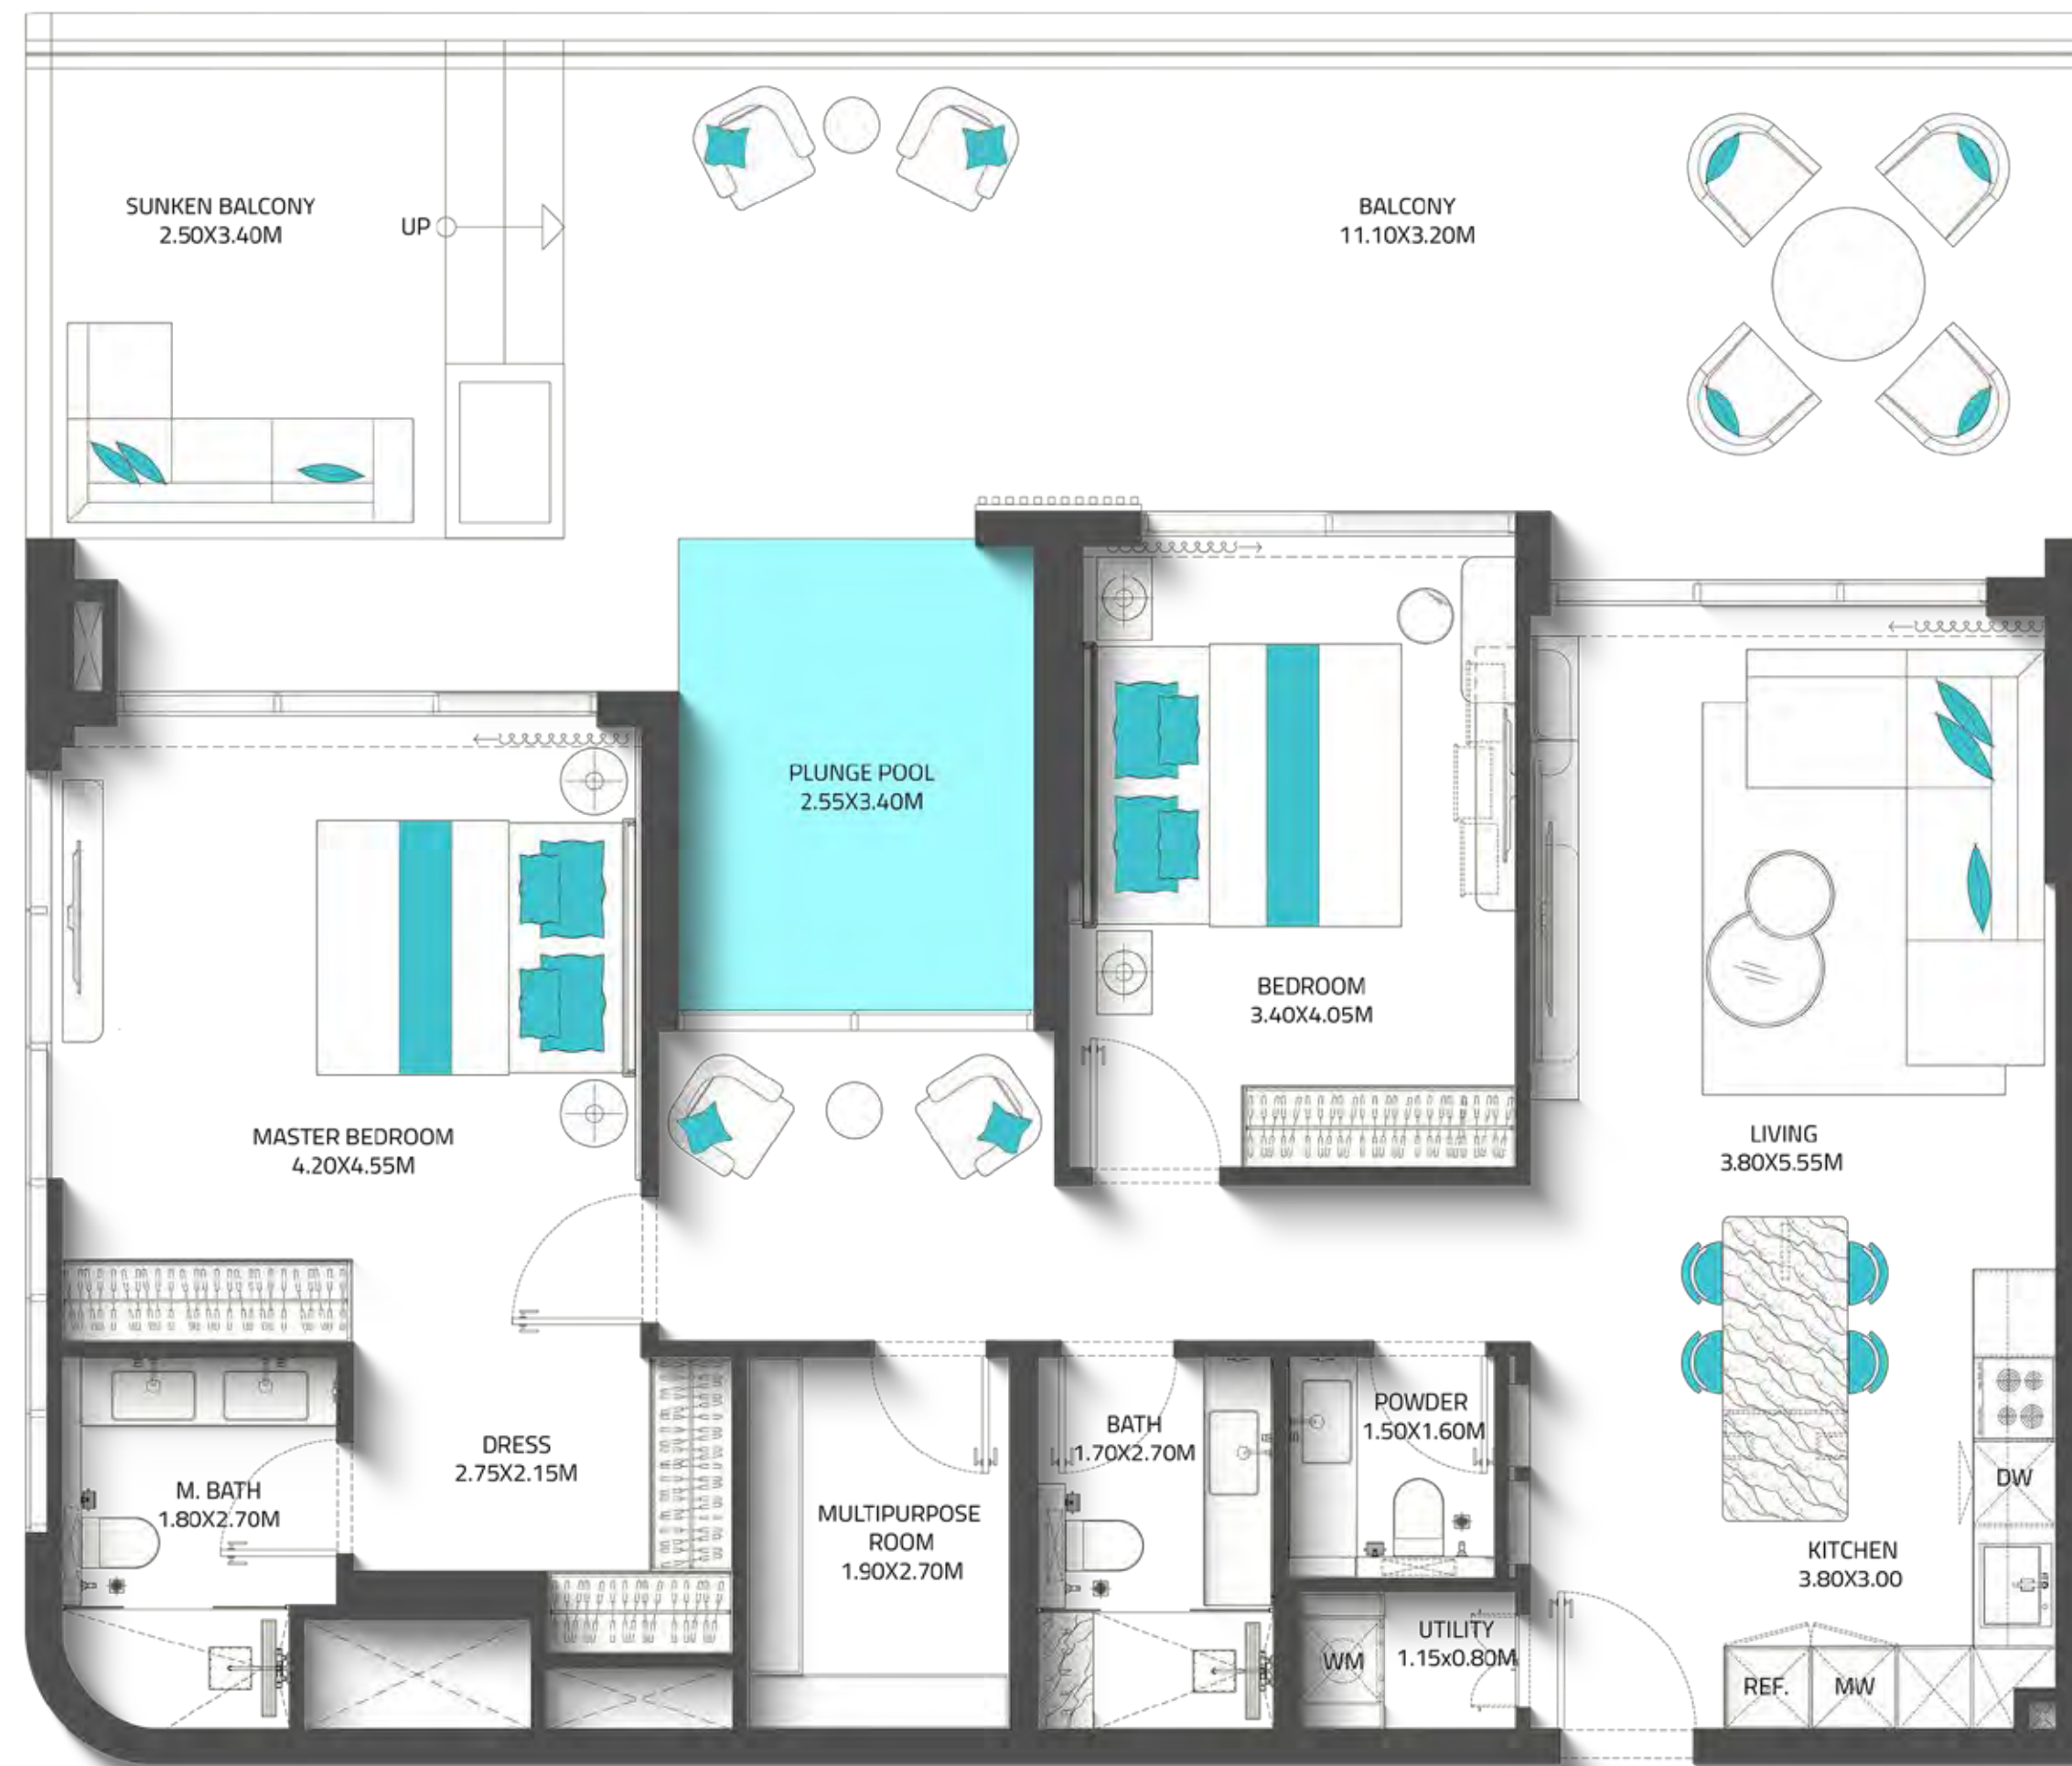 SUNKEN BALCONY
2.50X3.40M
UP
BALCONY
11.10X3.20M
PLUNGE POOL
2.55X3.40M
BEDROOM
3.40X4.05M
MASTER BEDROOM
4.20X4.55M
LIVING
3.80X5.55M
DRESS
2.75X2.15M
M. BATH
1.80X2.70M
MULTIPURPOSE
ROOM
1.90X2.70M
BATH
1.70X2.70M
POWDER
1.50X1.60M
DW
KITCHEN
3.80X3.00
UTILITY
1.15x0.80M
WM
REF.
MW